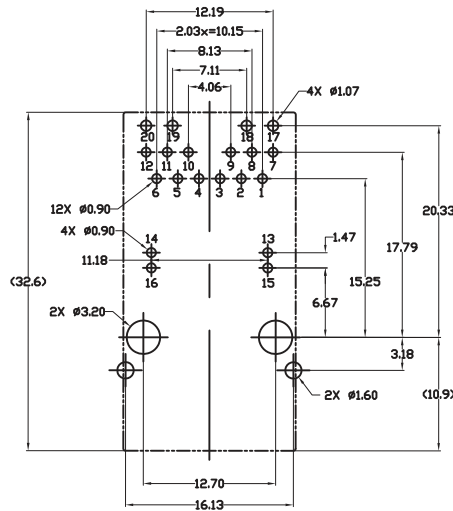 12.19
2.03x=10.15
8.13
7.11
4.06
4X Ø1.07
20 19 18 17
12 11 10 9 8 7
6 5 4 3 2 1
12X Ø0.90
4X Ø0.90
14 13
1.47
11.18
16 15
6.67
15.25
17.79
20.33
(32.6)
2X Ø3.20
3.18
2X Ø1.60
(10.9)
12.70
16.13